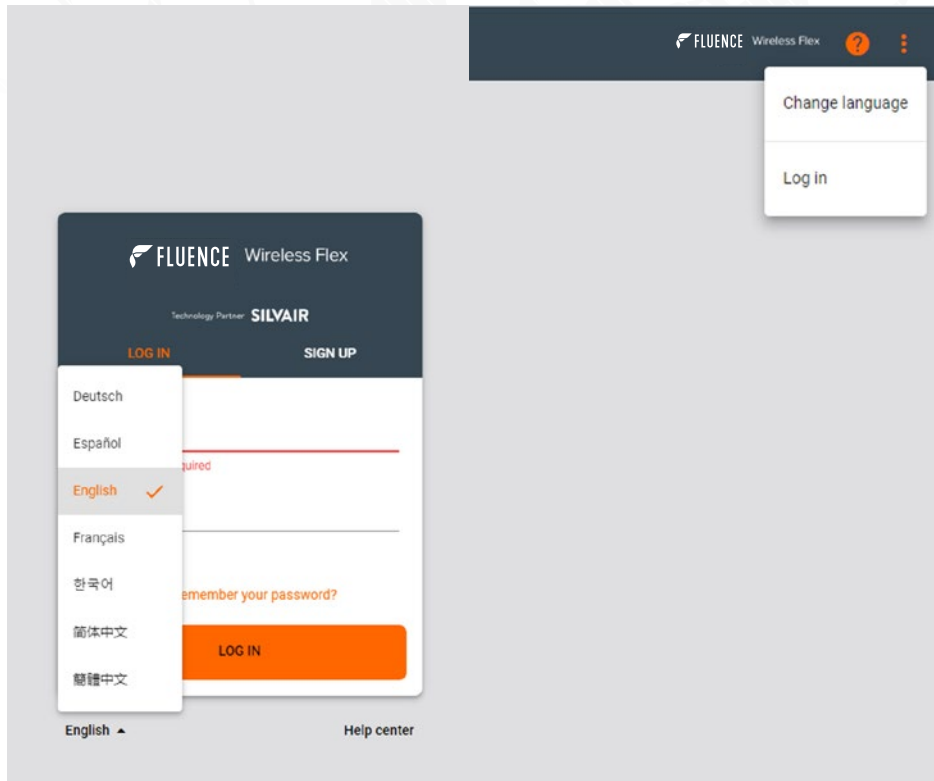 FLUENCE Wireless Flex
Technology Partner SILVAIR
LOG IN
SIGN UP
Deutsch
Español
English
Français
한국어
简体中文
簡體中文
quired
emember your password?
LOG IN
English
Help center
FLUENCE Wireless Flex ?
Change language
Log in